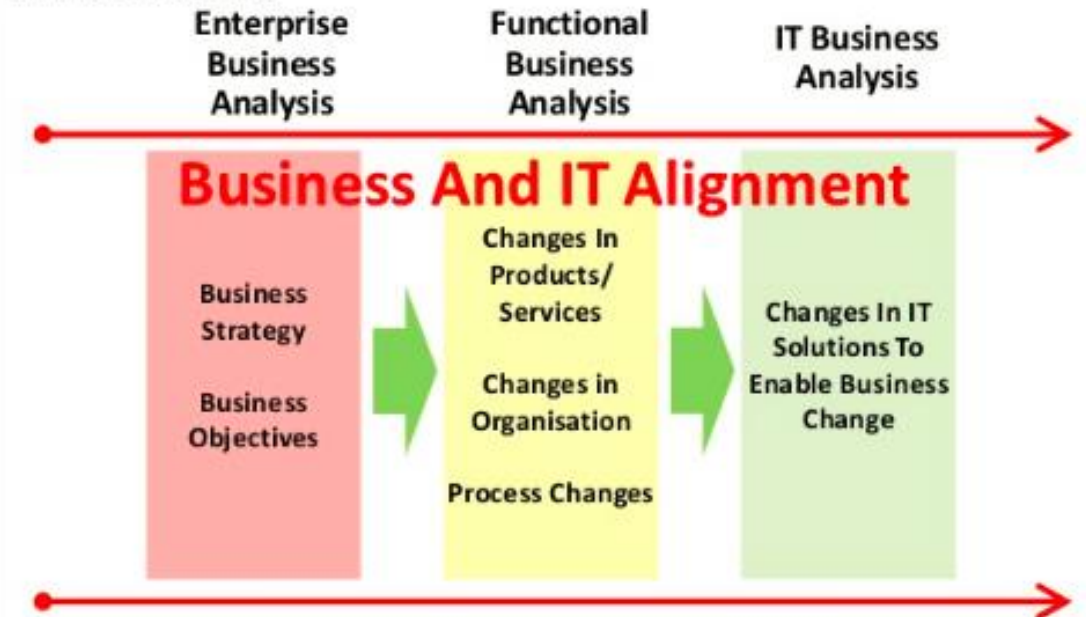 Enterprise
Business
Analysis
Functional
Business
Analysis
IT Business
Analysis
Business And IT Alignment
Business
Strategy
Business
Objectives
Changes In
Products/
Services
Changes in
Organisation
Process Changes
Changes In IT
Solutions To
Enable Business
Change